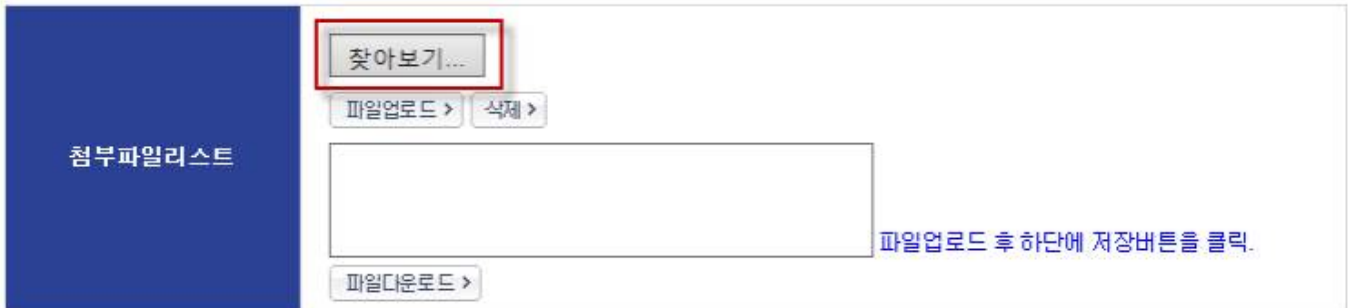 찾아보기...
파일업로드 > 삭제 >
첨부파일리스트
파일업로드 후 하단에 저장버튼을 클릭.
파일다운로드 >